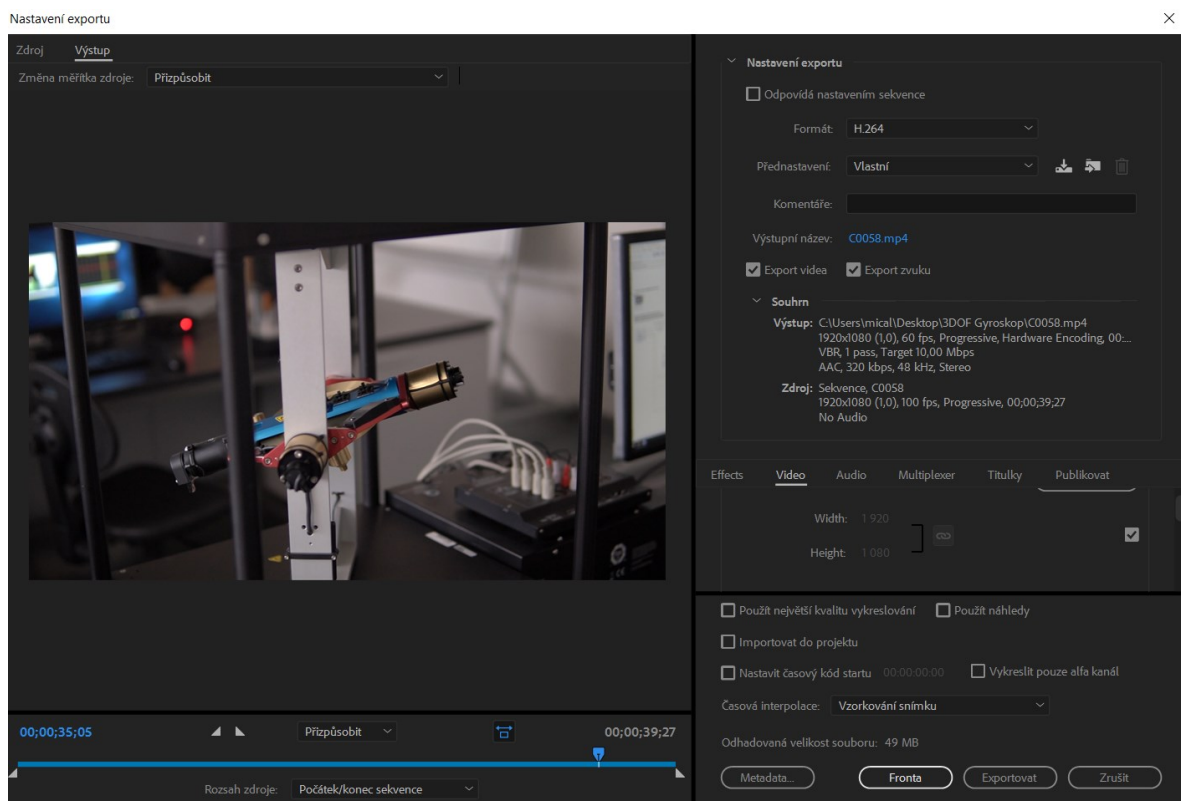 Nastavení exportu
Zdroj Výstup
Změna měřítka zdroje: Přizpůsobit
00;00;35;05 Přizpůsobit 00;00;39;27
Rozsah zdroje: Počátek/konec sekvence
Nastavení exportu
Odpovídá nastavením sekvence
Formát: H.264
Přednastavení: Vlastní
Komentáře:
Výstupní název: C0058.mp4
Export videa Export zvuku
Souhrn
Výstup: C:\Users\mical\Desktop\3DOF Gyroskop\C0058.mp4
1920x1080 (1,0), 60 fps, Progressive, Hardware Encoding, 00:...
VBR, 1 pass, Target 10,00 Mbps
AAC, 320 kbps, 48 kHz, Stereo
Zdroj: Sekvence, C0058
1920x1080 (1,0), 100 fps, Progressive, 00;00;39;27
No Audio
Effects Video Audio Multiplexer Titulky Publikovat
Width: 1 920
Height: 1 080
Použít největší kvalitu vykreslování Použít náhledy
Importovat do projektu
Nastavit časový kód startu 00:00:00:00 Vykreslit pouze alfa kanál
Časová interpolace: Vzorkování snímku
Odhadovaná velikost souboru: 49 MB
Metadata... Fronta Exportovat Zrušit